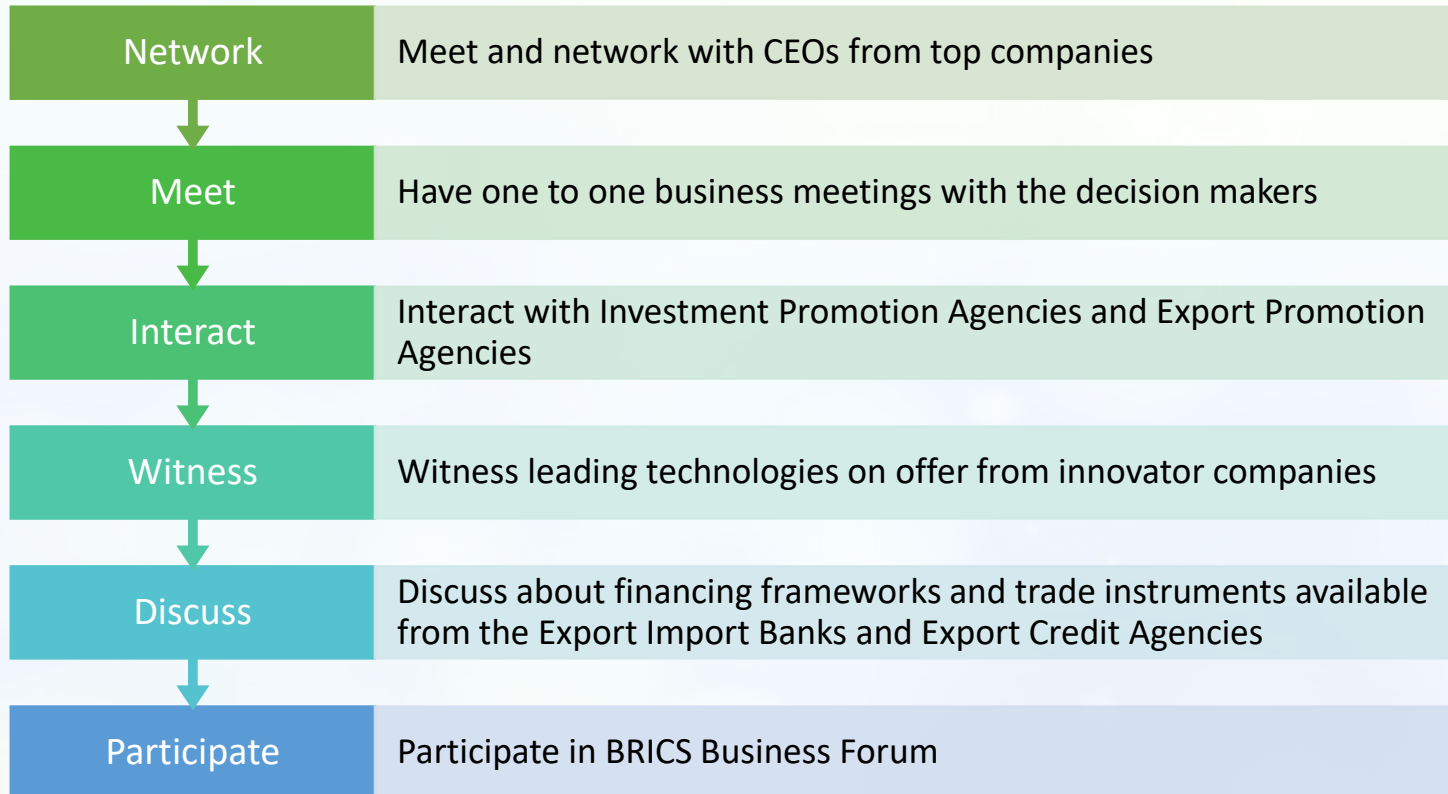 Network
Meet and network with CEOs from top companies
Meet
Have one to one business meetings with the decision makers
Interact
Interact with Investment Promotion Agencies and Export Promotion
Agencies
Witness
Witness leading technologies on offer from innovator companies
Discuss
Discuss about financing frameworks and trade instruments available
from the Export Import Banks and Export Credit Agencies
Participate
Participate in BRICS Business Forum